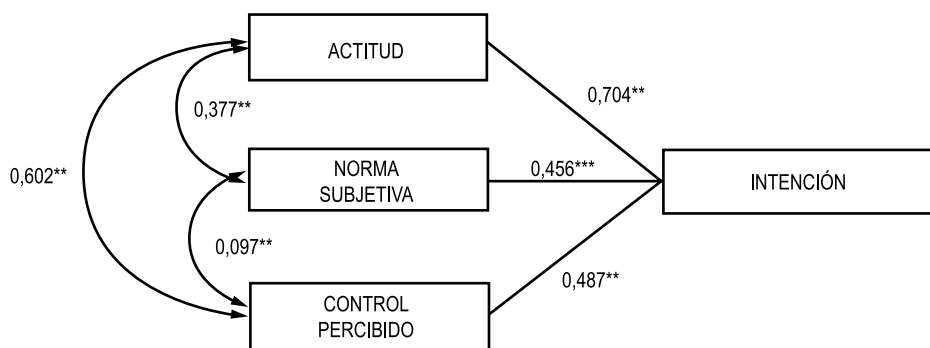 ACTITUD
0,704**
0,377**
0,602**
NORMA
SUBJETIVA
0,456***
INTENCIÓN
0,097**
0,487**
CONTROL
PERCIBIDO